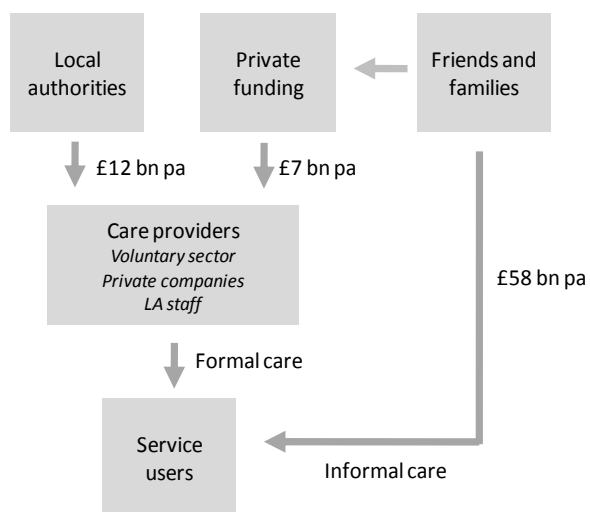 Local
authorities
Private
funding
Friends and
families
£12 bn pa
£7 bn pa
Care providers
Voluntary sector
Private companies
LA staff
£58 bn pa
Formal care
Service
users
Informal care